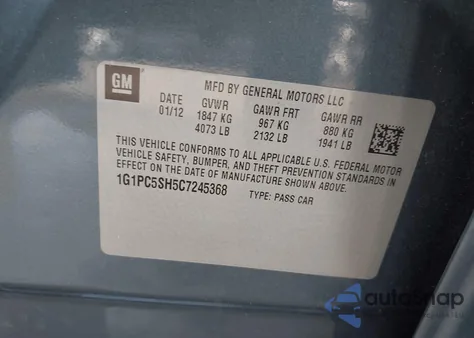 GM
MFD BY GENERAL MOTORS LLC
DATE GVWR GAWR FRT GAWR RR
01/12 1847 KG 967 KG 880 KG
4073 LB 2132 LB 1941 LB
THIS VEHICLE CONFORMS TO ALL APPLICABLE U.S. FEDERAL MOTOR
VEHICLE SAFETY, BUMPER, AND THEFT PREVENTION STANDARDS IN
EFFECT ON THE DATE OF MANUFACTURE SHOWN ABOVE.
1G1PC5SH5C7245368 TYPE: PASS CAR